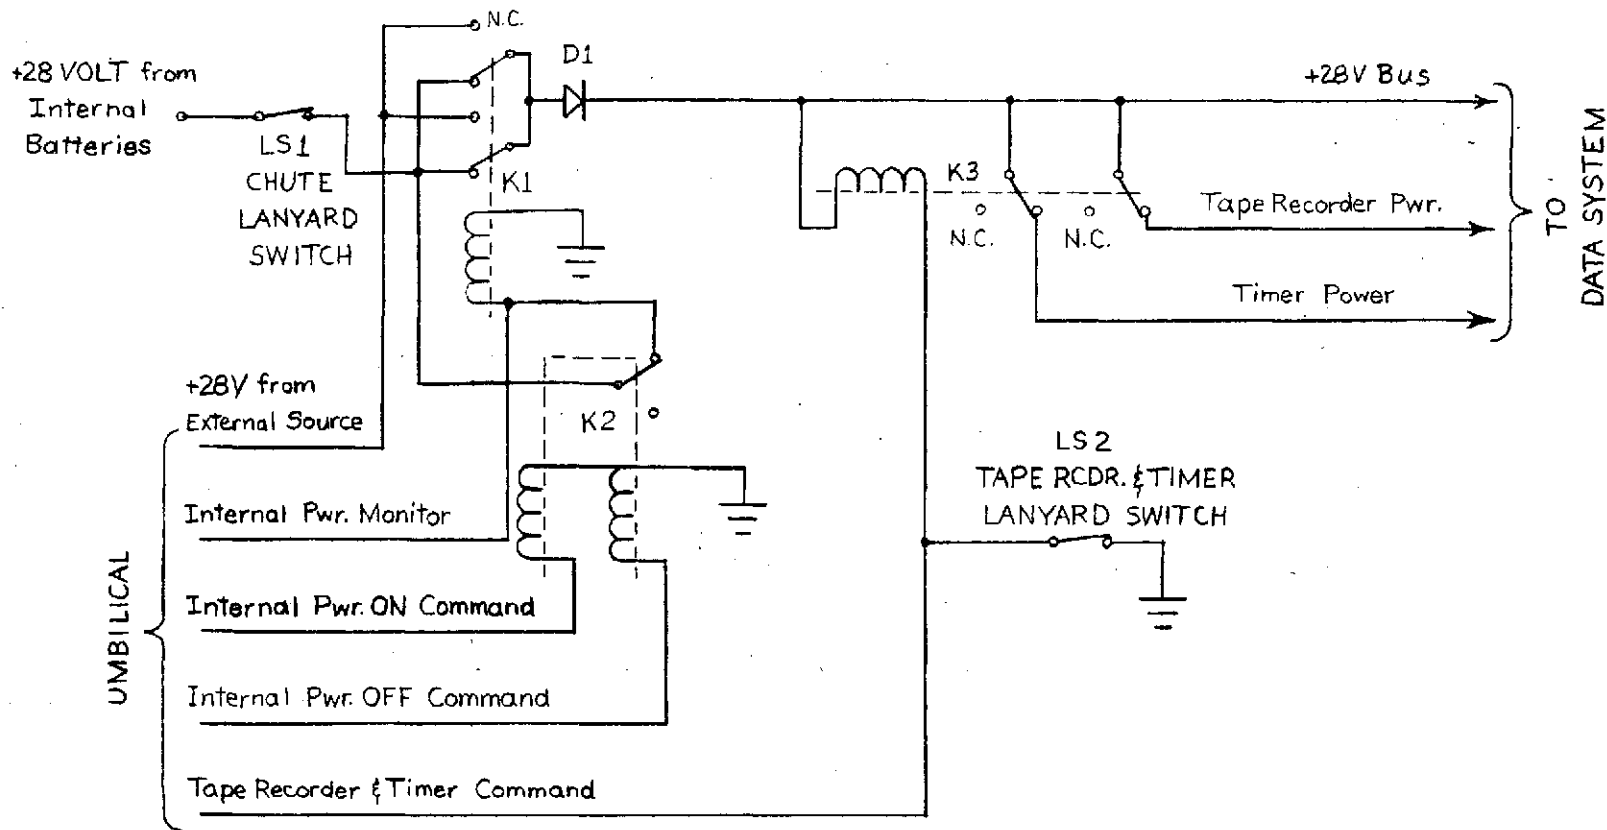 N.C.
+28 VOLT from
Internal
Batteries
D1
+28V Bus
LS1
CHUTE
LANYARD
SWITCH
K1
K3
N.C.
N.C.
Tape Recorder Pwr.
Timer Power
TO
DATA SYSTEM
+28V from
External Source
K2
LS2
TAPE RCDR. & TIMER
LANYARD SWITCH
Internal Pwr. Monitor
UMBILICAL
Internal Pwr. ON Command
Internal Pwr. OFF Command
Tape Recorder & Timer Command